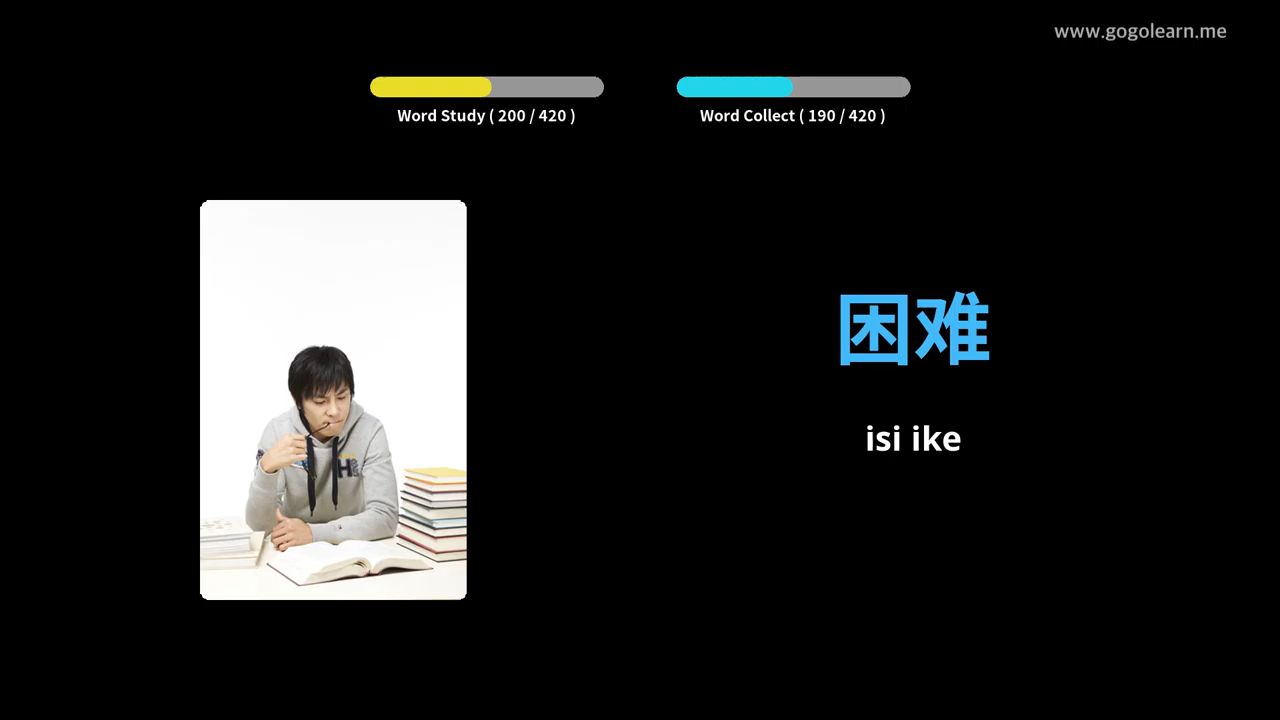 www.gogolearn.me
Word Study ( 200 / 420 )
Word Collect ( 190 / 420 )
困难
isi ike
H